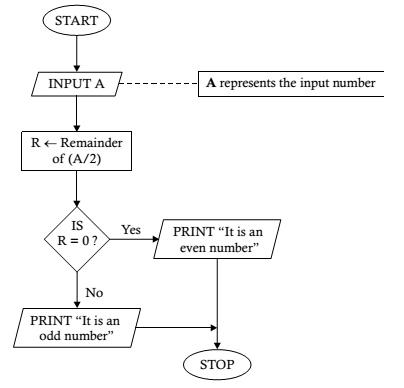 START
INPUT A
A represents the input number
R ← Remainder
of (A/2)
IS
R = 0 ?
Yes
PRINT “It is an
even number”
No
PRINT “It is an
odd number”
STOP